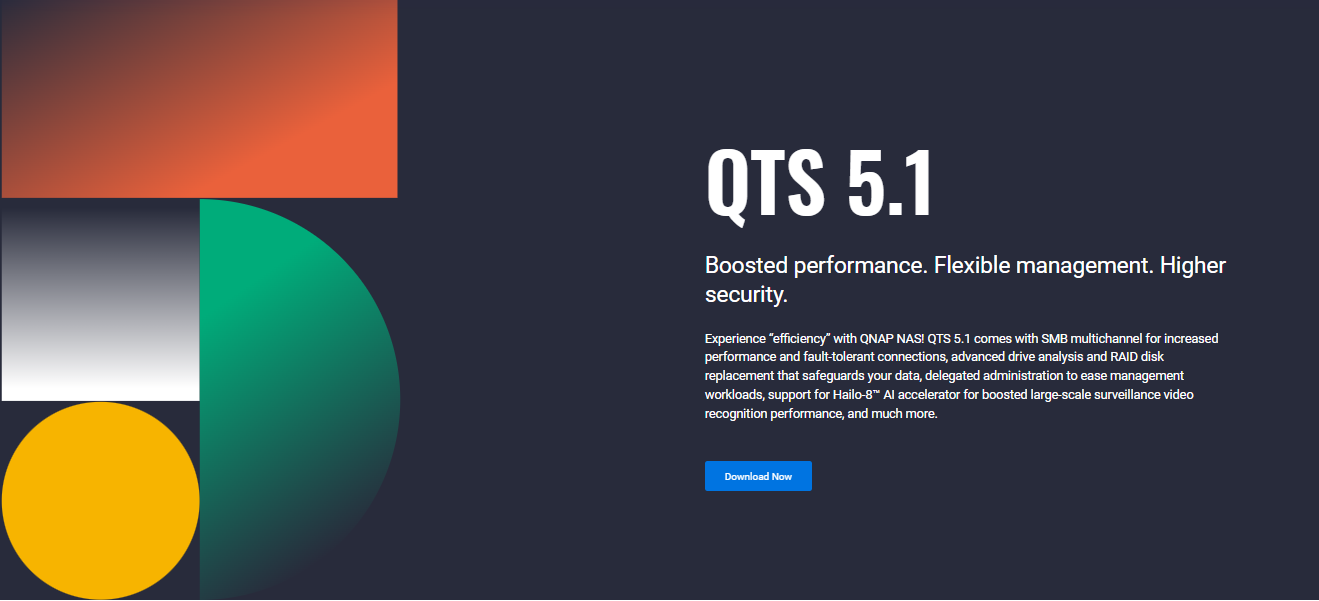 QTS 5.1
Boosted performance. Flexible management. Higher
security.
Experience “efficiency” with QNAP NAS! QTS 5.1 comes with SMB multichannel for increased
performance and fault-tolerant connections, advanced drive analysis and RAID disk
replacement that safeguards your data, delegated administration to ease management
workloads, support for Hailo-8™ AI accelerator for boosted large-scale surveillance video
recognition performance, and much more.
Download Now